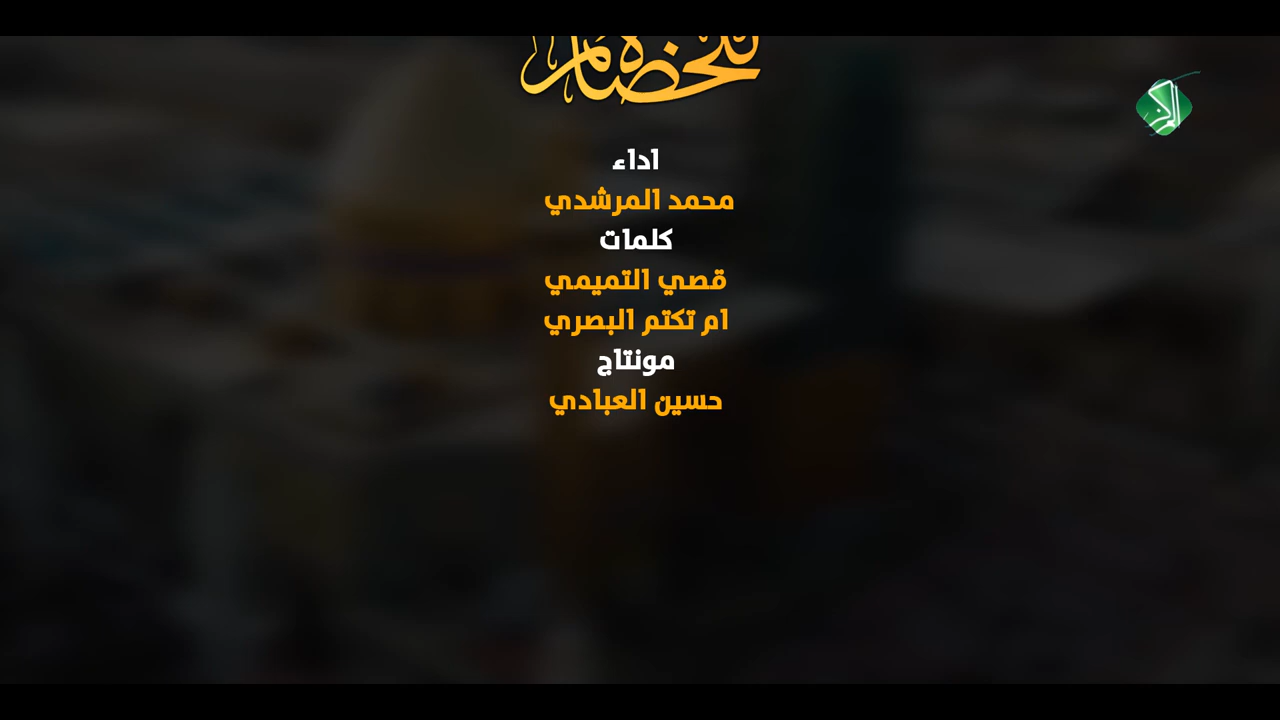 اداء
محمد المرشدي
كلمات
قصي التميمي
ام تكتم البصري
مونتاج
حسين العبادي